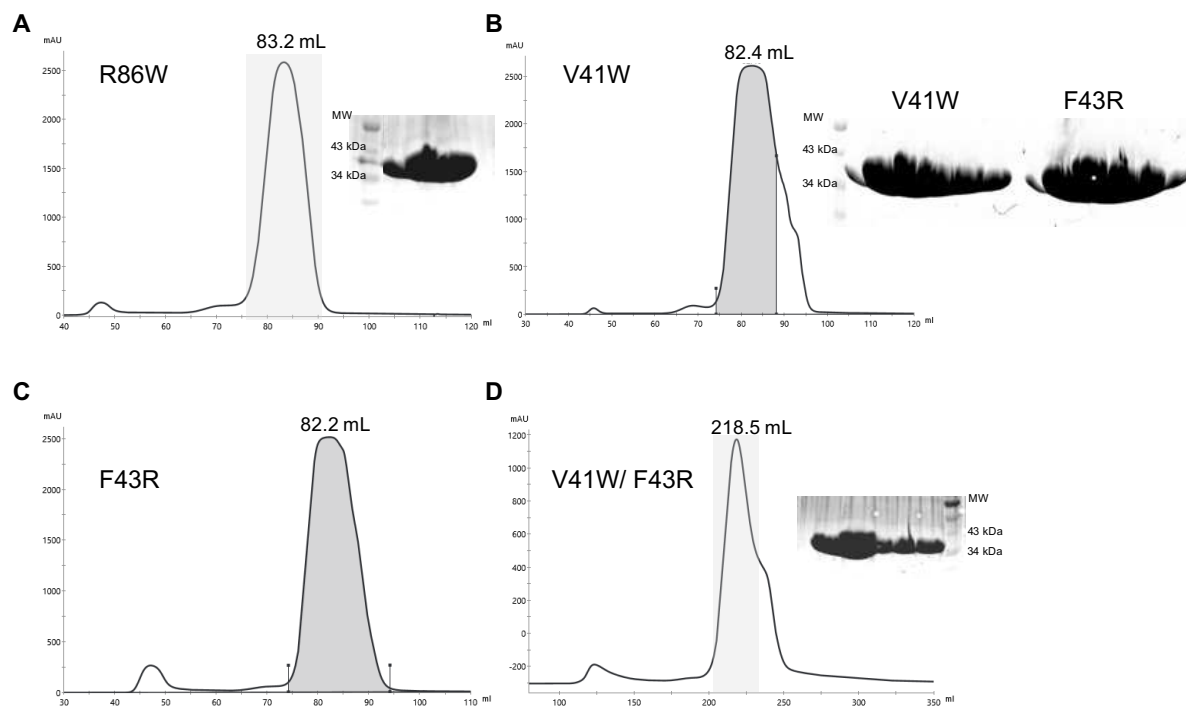 A
83.2 mL
mAU
R86W
2500
2000
1500
1000
500
0
40 50 60 70 80 90 100 110 120
ml
MW
43 kDa
34 kDa
B
82.4 mL
mAU
V41W
2500
2000
1500
1000
500
0
30 40 50 60 70 80 90 100 110 120
ml
V41W F43R
MW
43 kDa
34 kDa
C
82.2 mL
mAU
F43R
2500
2000
1500
1000
500
0
30 40 50 60 70 80 90 100 110
ml
D
218.5 mL
mAU
V41W/ F43R
1200
1000
800
600
400
200
0
-200
100 150 200 250 300 350
ml
MW
43 kDa
34 kDa